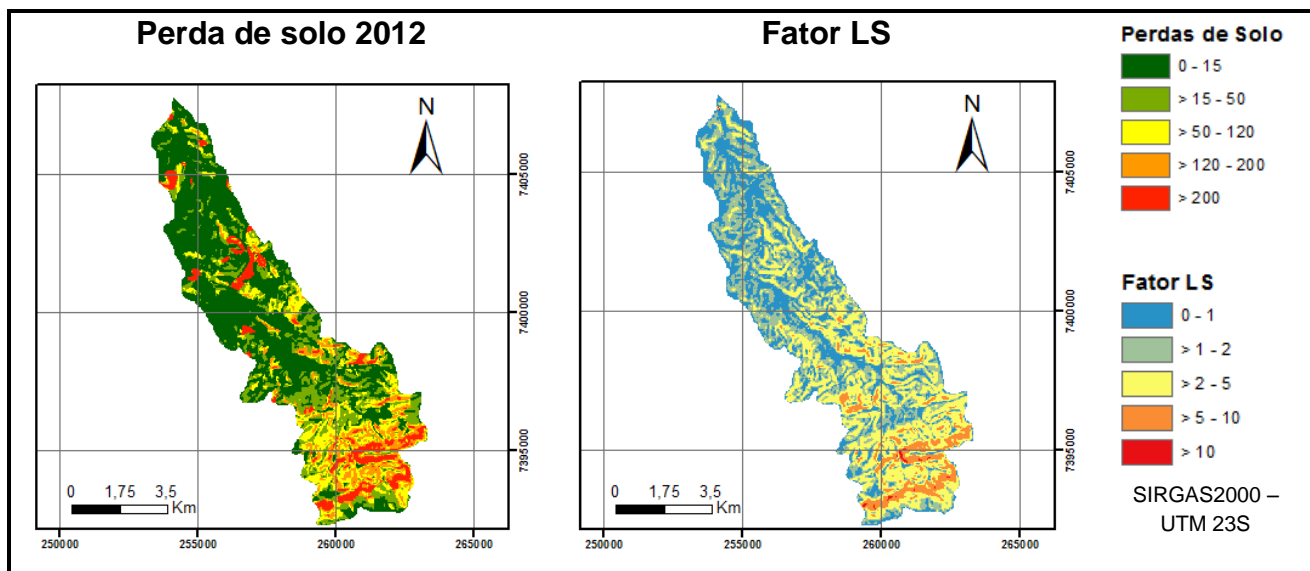 Perda de solo 2012
N
7405000
7400000
7395000
0 1,75 3,5
Km
250000 255000 260000 265000
Fator LS
N
7405000
7400000
7395000
0 1,75 3,5
Km
250000 255000 260000 265000
Perdas de Solo
0 - 15
> 15 - 50
> 50 - 120
> 120 - 200
> 200
Fator LS
0 - 1
> 1 - 2
> 2 - 5
> 5 - 10
> 10
SIRGAS2000 –
UTM 23S